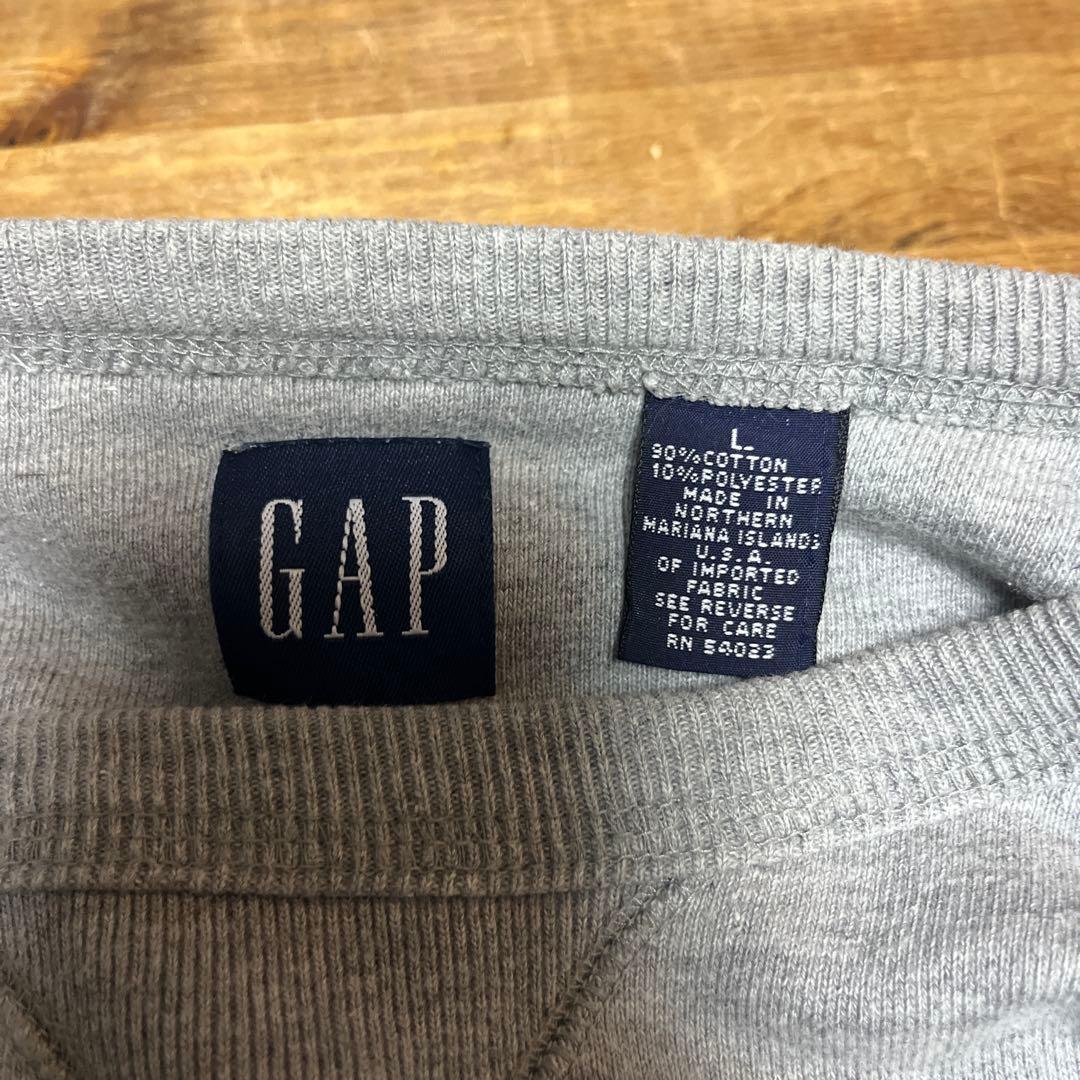 GAP
L.
90%COTTON
10%POLYESTER
MADE IN
NORTHERN
MARIANA ISLANDS
U.S.A.
OF IMPORTED
FABRIC
SEE REVERSE
FOR CARE
RN 54023